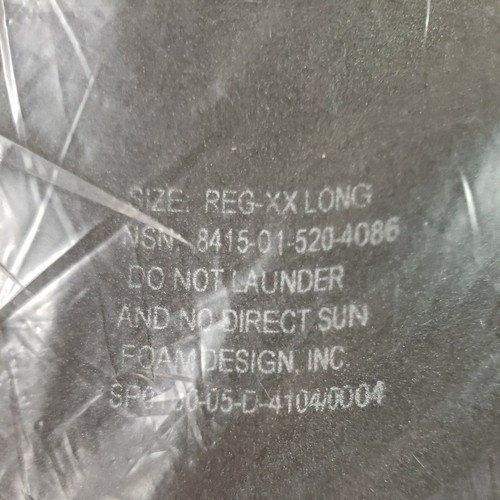 SIZE: REG-XX LONG
NSN: 8415-01-520-4086
DO NOT LAUNDER
AND NO DIRECT SUN
FOAM DESIGN, INC.